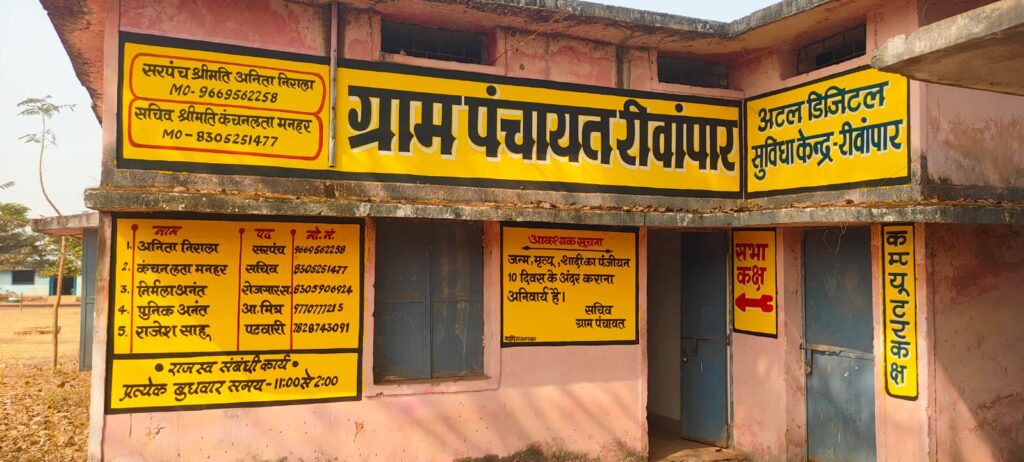 सरपंच श्रीमति अनिता निराला
MO- 9669562258
सचिव श्रीमति कंचनलता मनहर
MO- 8305251477
ग्राम पंचायत रीवांपार
अटल डिजिटल
सुविधा केन्द्र-रीवांपार
नाम पद मो.नं.
1. अनिता निराला सरपंच 9669562258
2. कंचनलता मनहर सचिव 8305251477
3. निर्मला अनंत रोजगारस. 8305906924
4. पुनिक अनंत आ.मित्र 9770777215
5. राजेश साहू पटवारी 7828743091
• राजस्व संबंधी कार्य •
प्रत्येक बुधवार समय - 11:00 से 2:00
आवश्यक सूचना
जन्म, मृत्यू, शादी का पंजीयन
10 दिवस के अंदर कराना
अनिवार्य है।
सचिव
ग्राम पंचायत
सभा
कक्ष
कम्प्यूटर कक्ष